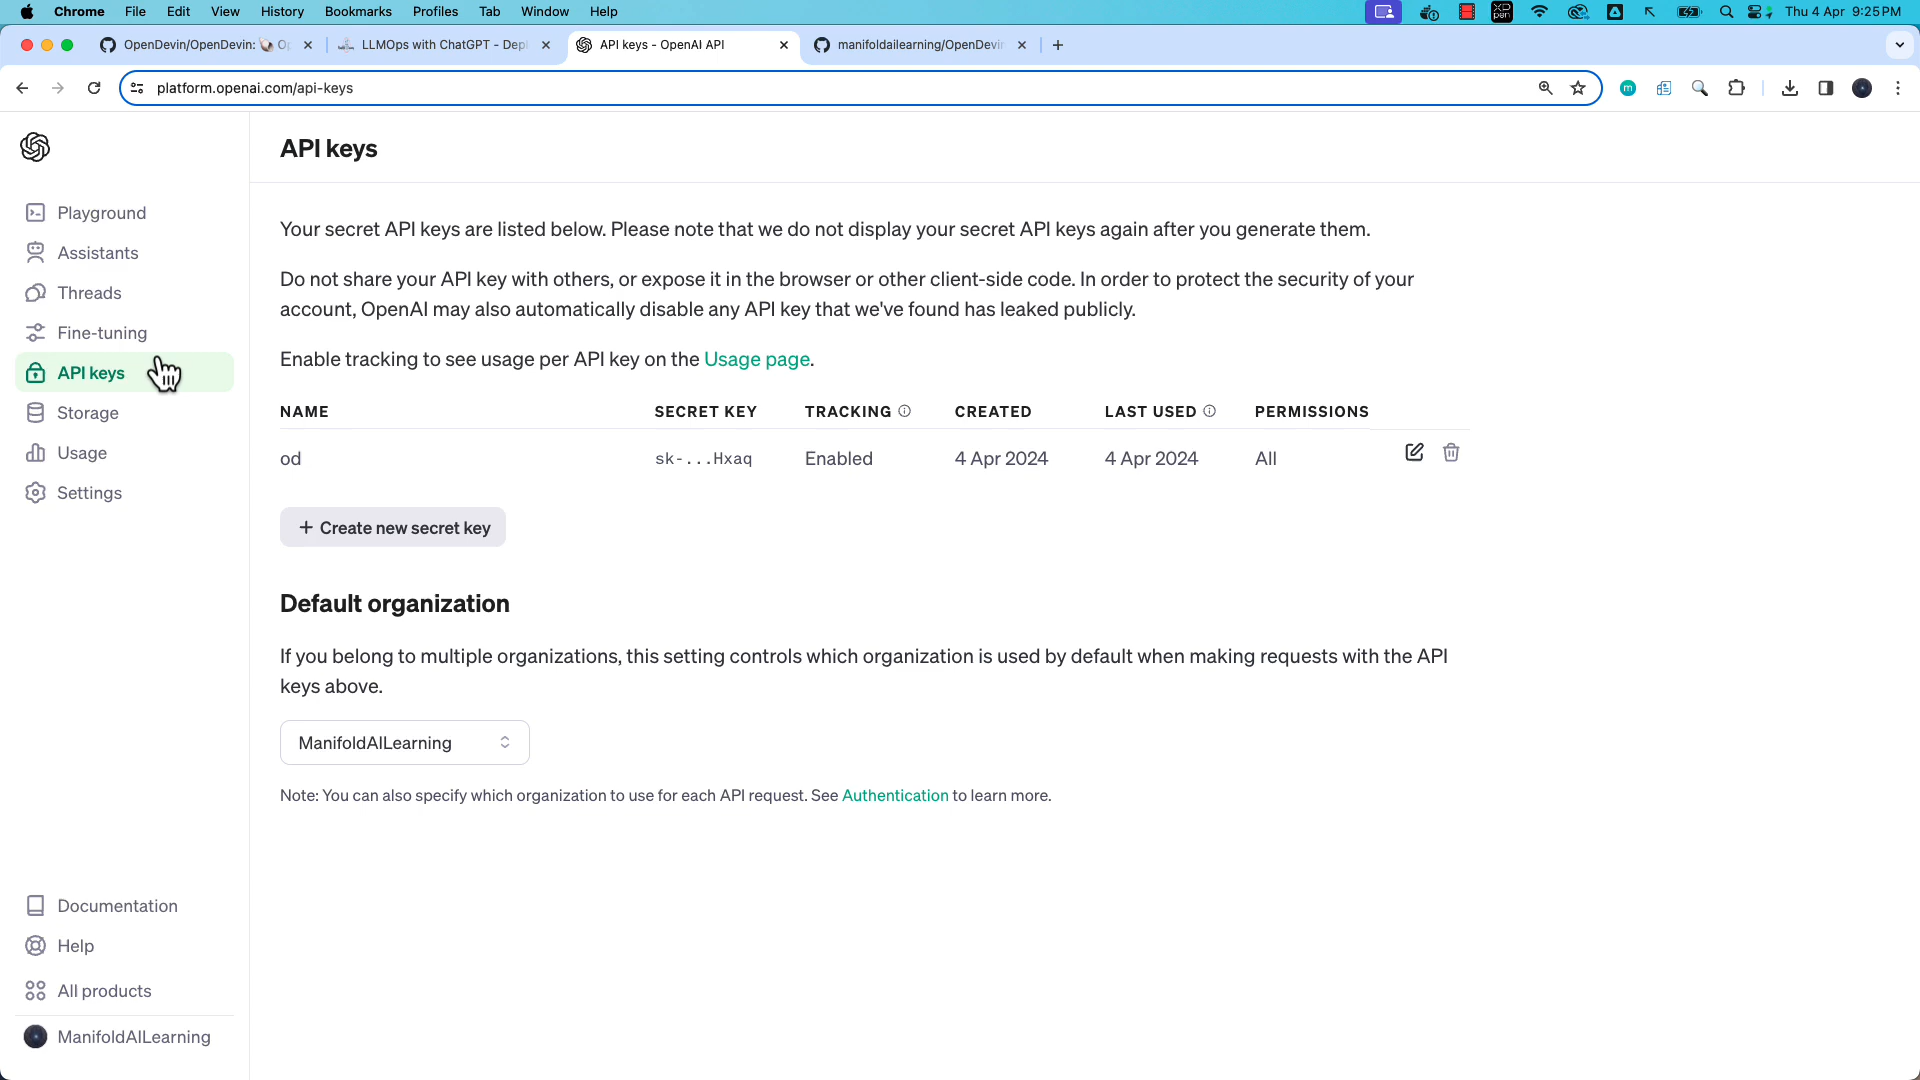 Chrome File Edit View History Bookmarks Profiles Tab Window Help Thu 4 Apr 9:25 PM
OpenDevin/OpenDevin: LLMOps with ChatGPT - Depl API keys - OpenAI API manifoldailearning/OpenDevin
platform.openai.com/api-keys
API keys
Playground
Assistants
Threads
Fine-tuning
API keys
Storage
Usage
Settings
Your secret API keys are listed below. Please note that we do not display your secret API keys again after you generate them.
Do not share your API key with others, or expose it in the browser or other client-side code. In order to protect the security of your
account, OpenAI may also automatically disable any API key that we've found has leaked publicly.
Enable tracking to see usage per API key on the Usage page.
NAME SECRET KEY TRACKING CREATED LAST USED PERMISSIONS
od sk-...Hxaq Enabled 4 Apr 2024 4 Apr 2024 All
+ Create new secret key
Default organization
If you belong to multiple organizations, this setting controls which organization is used by default when making requests with the API
keys above.
ManifoldAILearning
Note: You can also specify which organization to use for each API request. See Authentication to learn more.
Documentation
Help
All products
ManifoldAILearning